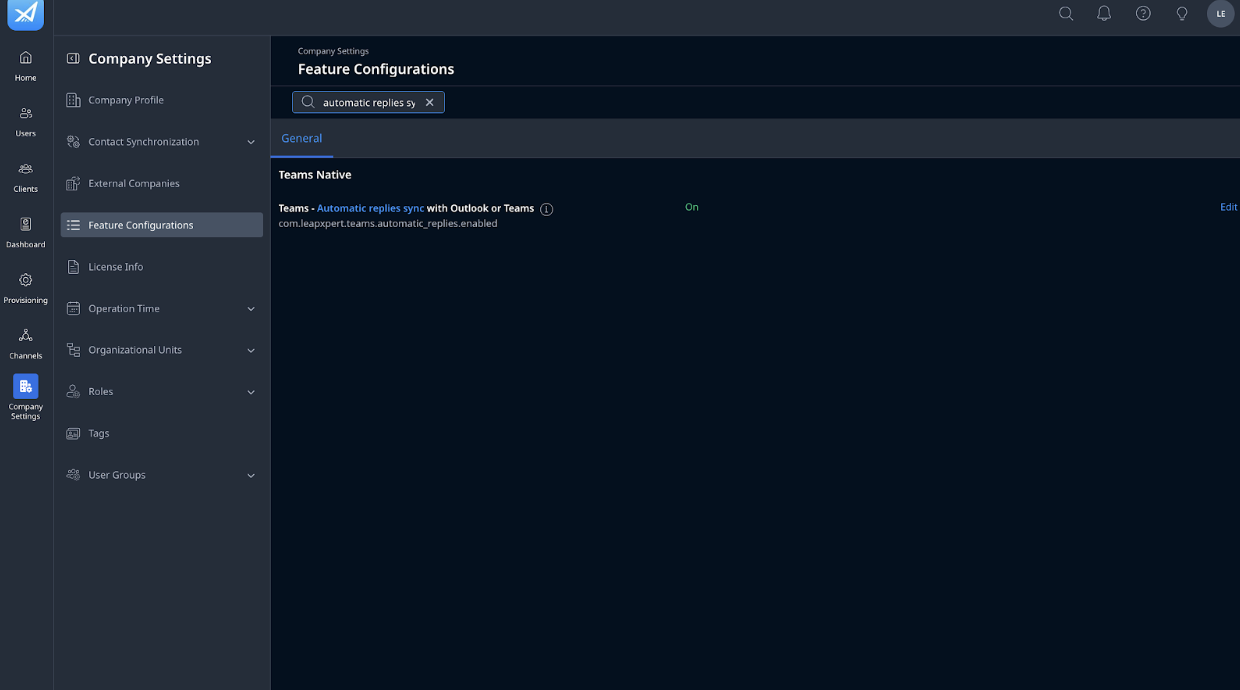 LE
Home
Users
Clients
Dashboard
Provisioning
Channels
Company
Settings
Company Settings
Company Profile
Contact Synchronization
External Companies
Feature Configurations
License Info
Operation Time
Organizational Units
Roles
Tags
User Groups
Company Settings
Feature Configurations
automatic replies sy
General
Teams Native
Teams - Automatic replies sync with Outlook or Teams
On
Edit
com.leapxpert.teams.automatic_replies.enabled